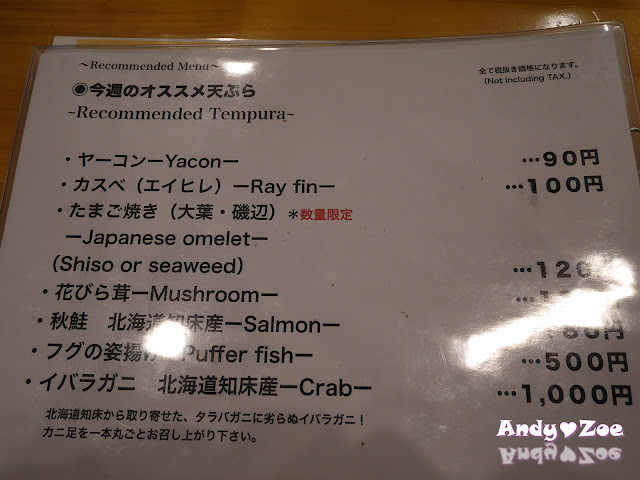 ~Recommended Menu~
全て税抜き価格になります。
(Not including TAX.)
◉今週のオススメ天ぷら
~Recommended Tempura~
・ヤーコンーYaconー …90円
・カスベ（エイヒレ）ーRay finー …100円
・たまご焼き（大葉・磯辺）＊数量限定
ーJapanese omeletー
(Shiso or seaweed) …120
・花びら茸ーMushroomー
・秋鮭　北海道知床産ーSalmonー 円
・フグの姿揚げ Puffer fishー …500円
・イバラガニ　北海道知床産ーCrabー …1,000円
北海道知床から取り寄せた、タラバガニに劣らぬイバラガニ！
カニ足を一本丸ごとお召し上がり下さい。
Andy♥Zoe